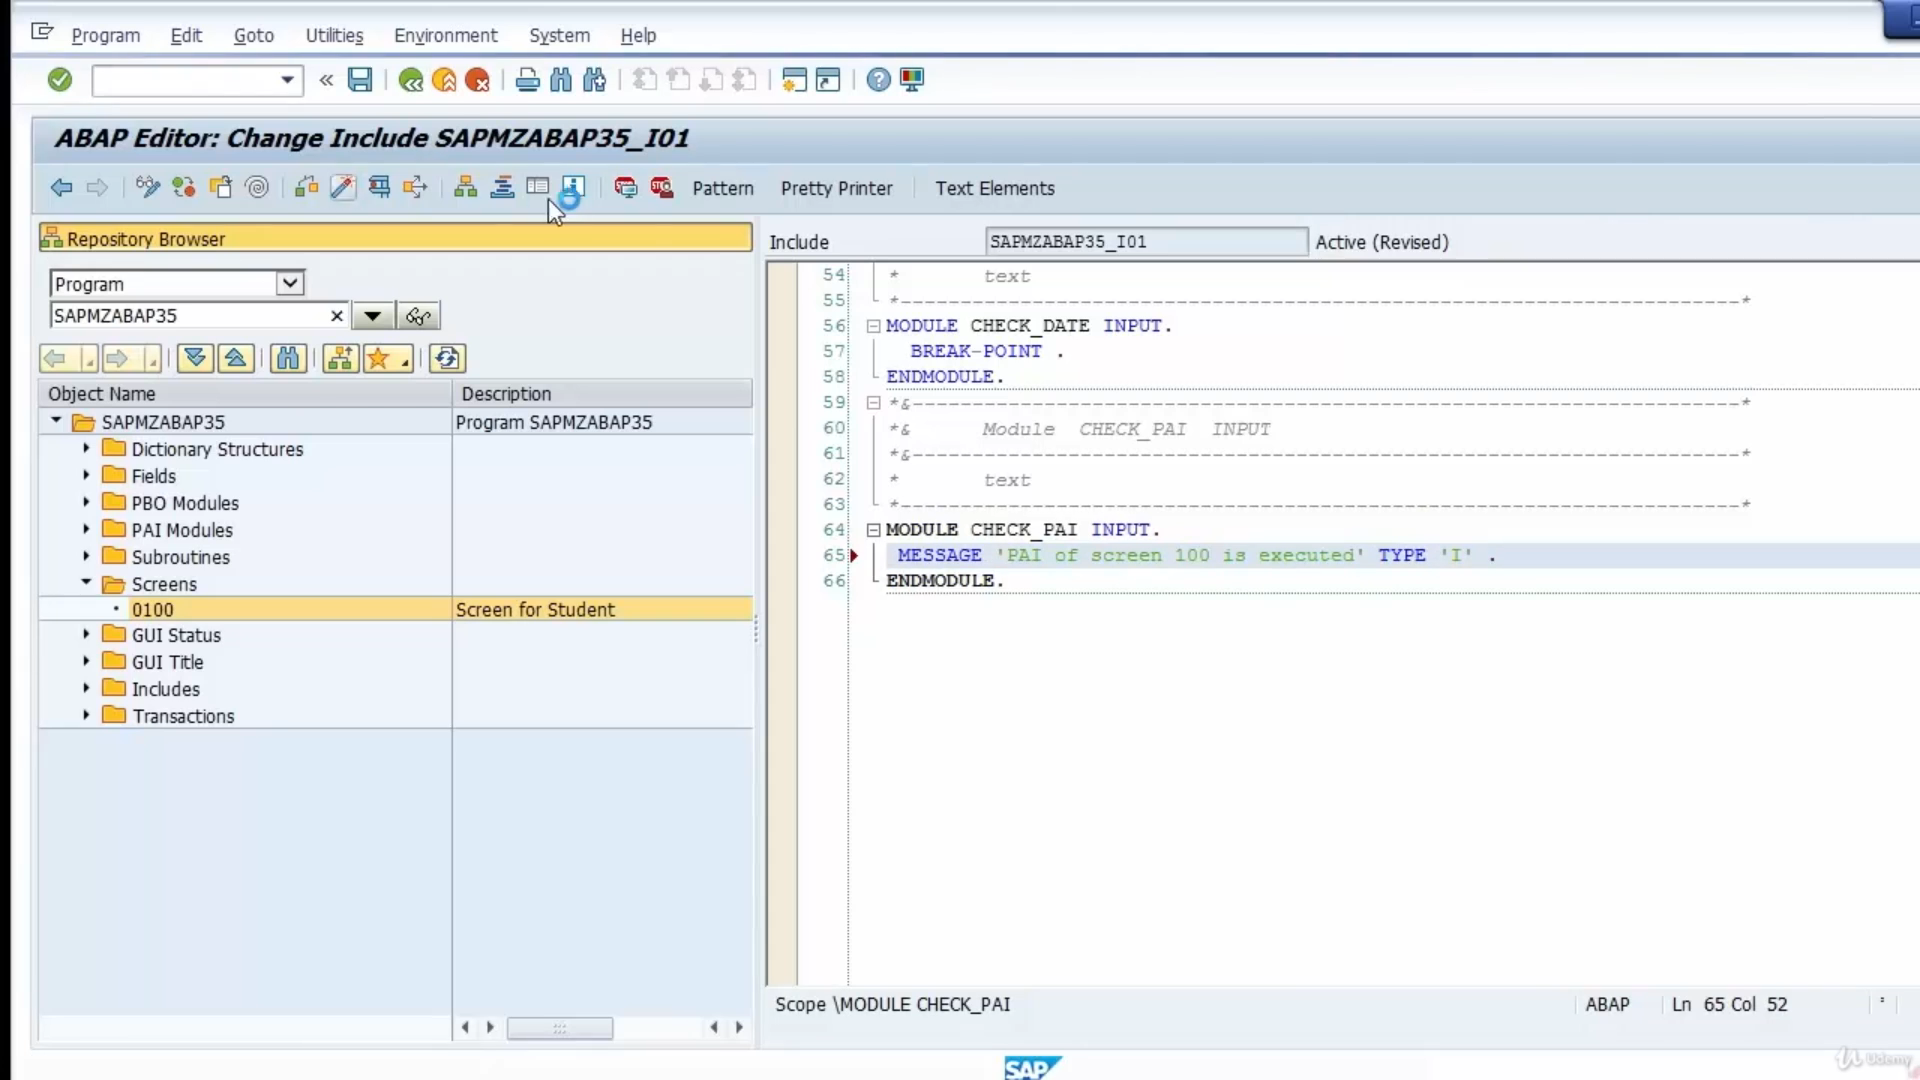 Program Edit Goto Utilities Environment System Help
ABAP Editor: Change Include SAPMZABAP35_I01
Pattern Pretty Printer Text Elements
Repository Browser
Program
SAPMZABAP35
Object Name Description
SAPMZABAP35 Program SAPMZABAP35
Dictionary Structures
Fields
PBO Modules
PAI Modules
Subroutines
Screens
0100 Screen for Student
GUI Status
GUI Title
Includes
Transactions
Include SAPMZABAP35_I01 Active (Revised)
54 * text
55 *----------------------------------------------------------------------*
56 MODULE CHECK_DATE INPUT.
57 BREAK-POINT .
58 ENDMODULE.
59 *&---------------------------------------------------------------------*
60 *& Module CHECK_PAI INPUT
61 *&---------------------------------------------------------------------*
62 * text
63 *----------------------------------------------------------------------*
64 MODULE CHECK_PAI INPUT.
65 MESSAGE 'PAI of screen 100 is executed' TYPE 'I' .
66 ENDMODULE.
Scope \MODULE CHECK_PAI ABAP Ln 65 Col 52
SAP
Udemy